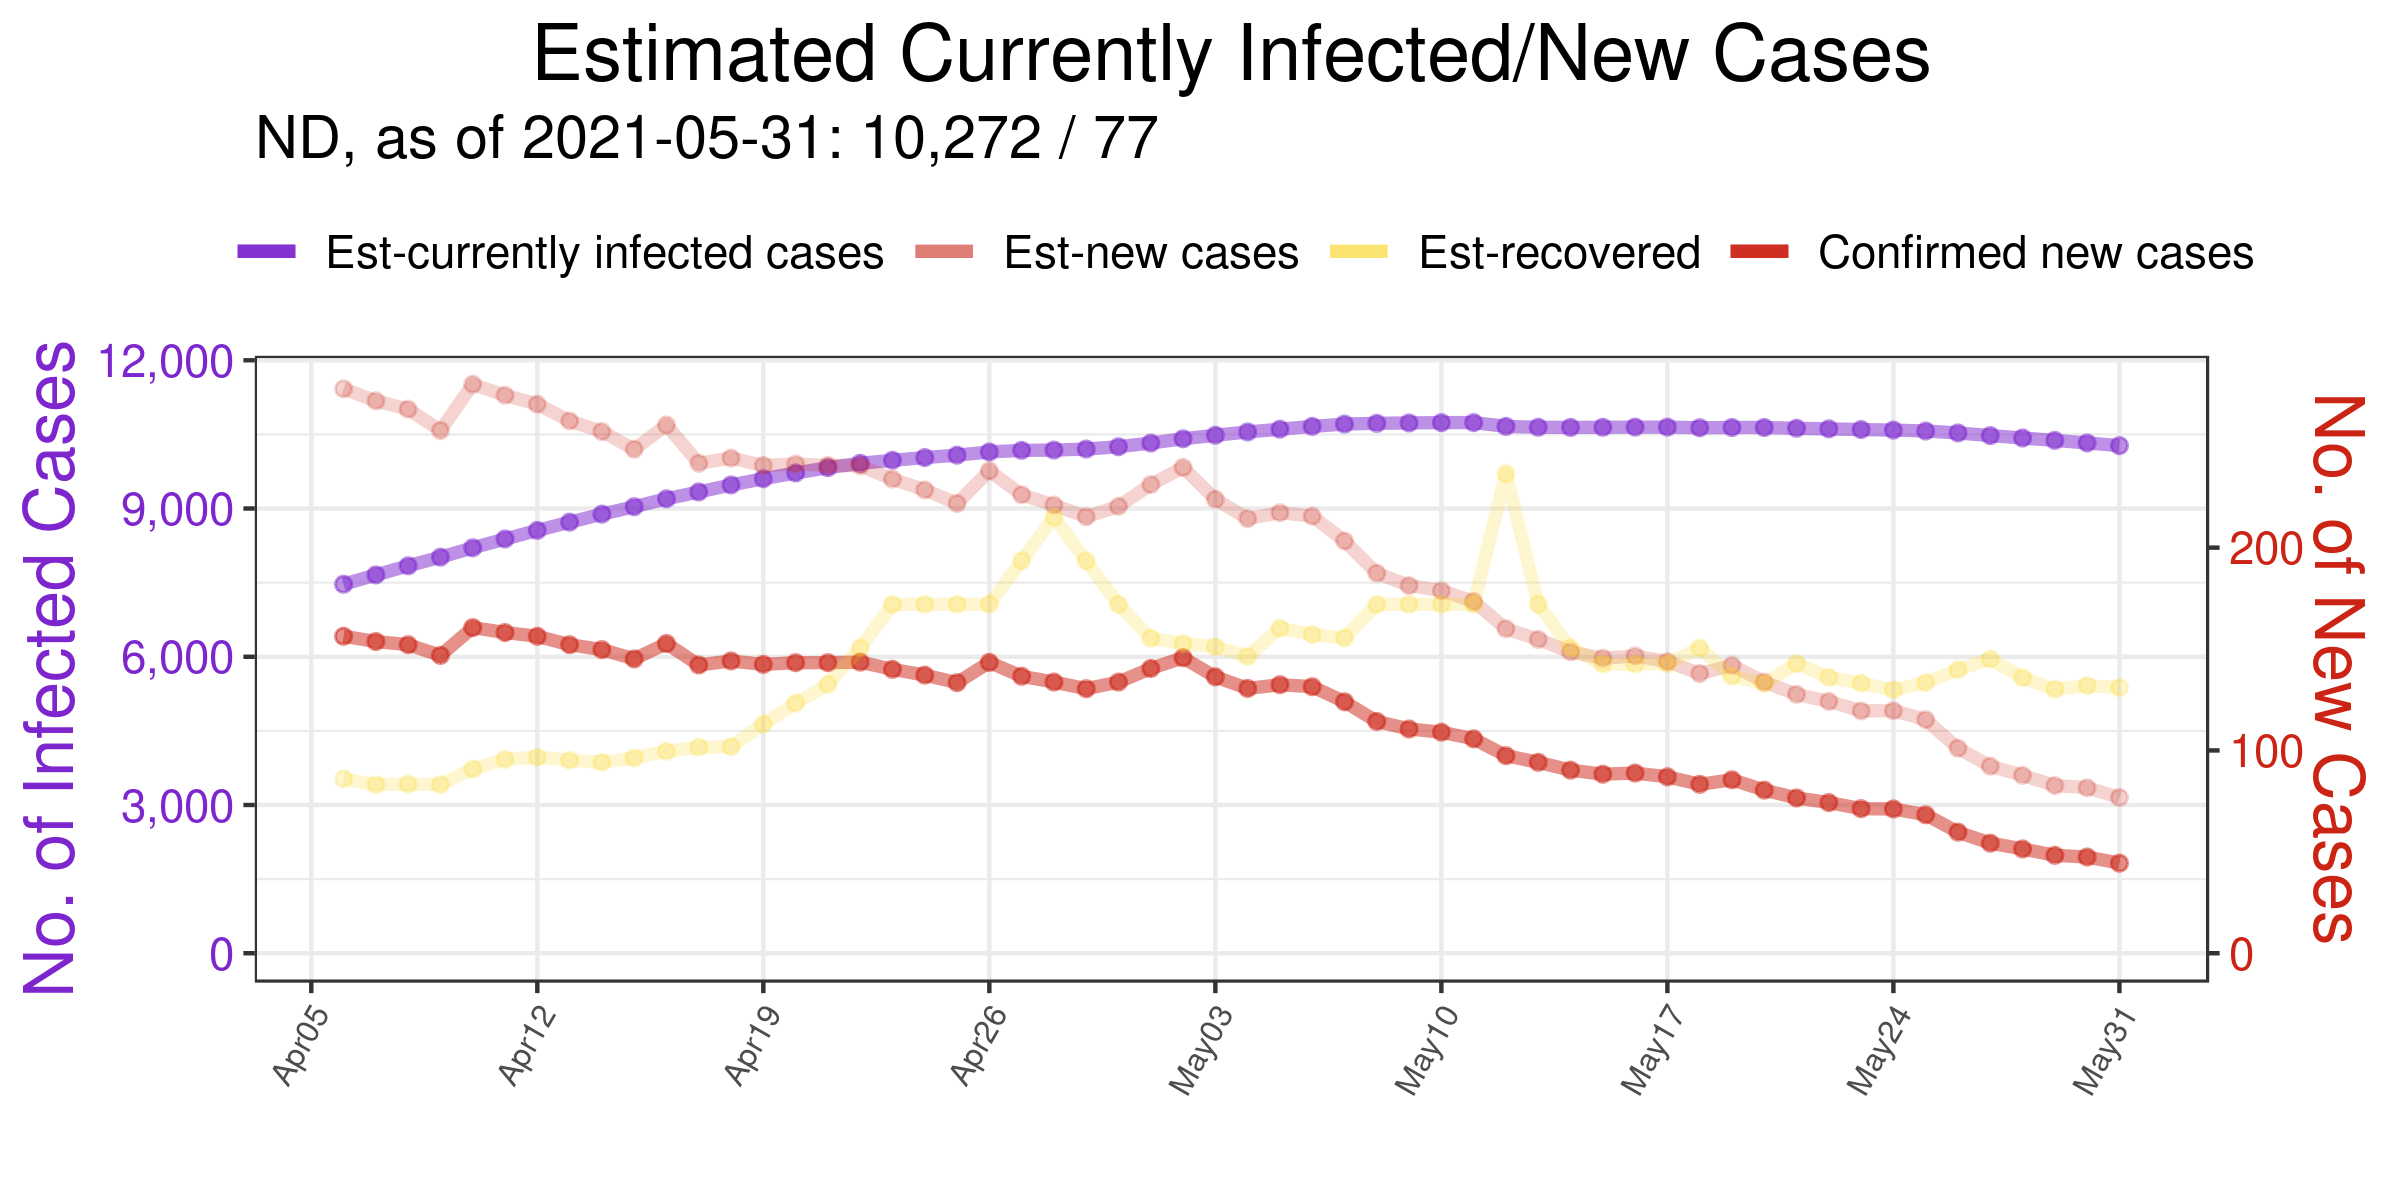 Estimated Currently Infected/New Cases
ND, as of 2021-05-31: 10,272 / 77
Est-currently infected cases Est-new cases Est-recovered Confirmed new cases
No. of Infected Cases
12,000
9,000
6,000
3,000
0
No. of New Cases
200
100
0
Apr05 Apr12 Apr19 Apr26 May03 May10 May17 May24 May31